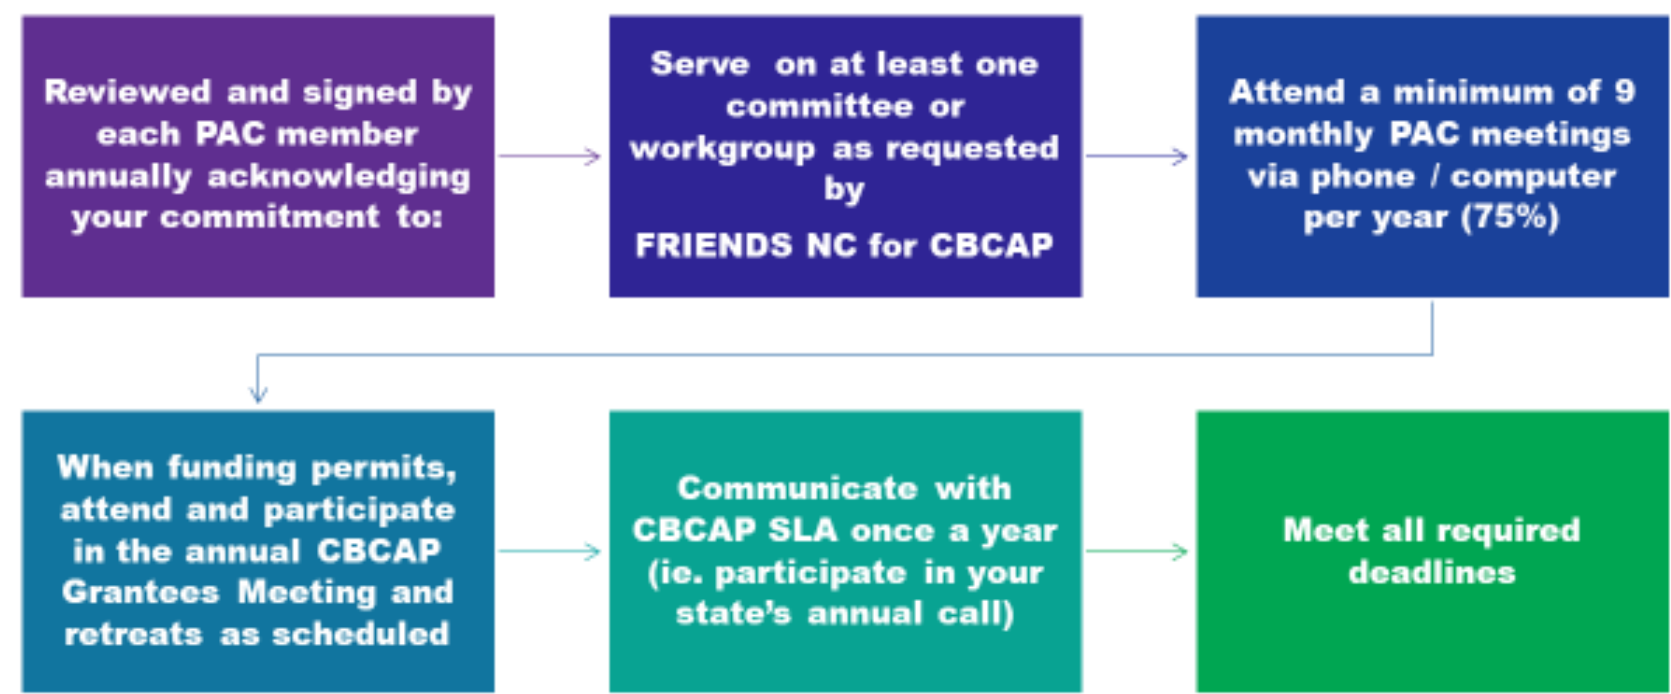 Reviewed and signed by
each PAC member
annually acknowledging
your commitment to:
Serve on at least one
committee or
workgroup as requested
by
FRIENDS NC for CBCAP
Attend a minimum of 9
monthly PAC meetings
via phone / computer
per year (75%)
When funding permits,
attend and participate
in the annual CBCAP
Grantees Meeting and
retreats as scheduled
Communicate with
CBCAP SLA once a year
(ie. participate in your
state's annual call)
Meet all required
deadlines